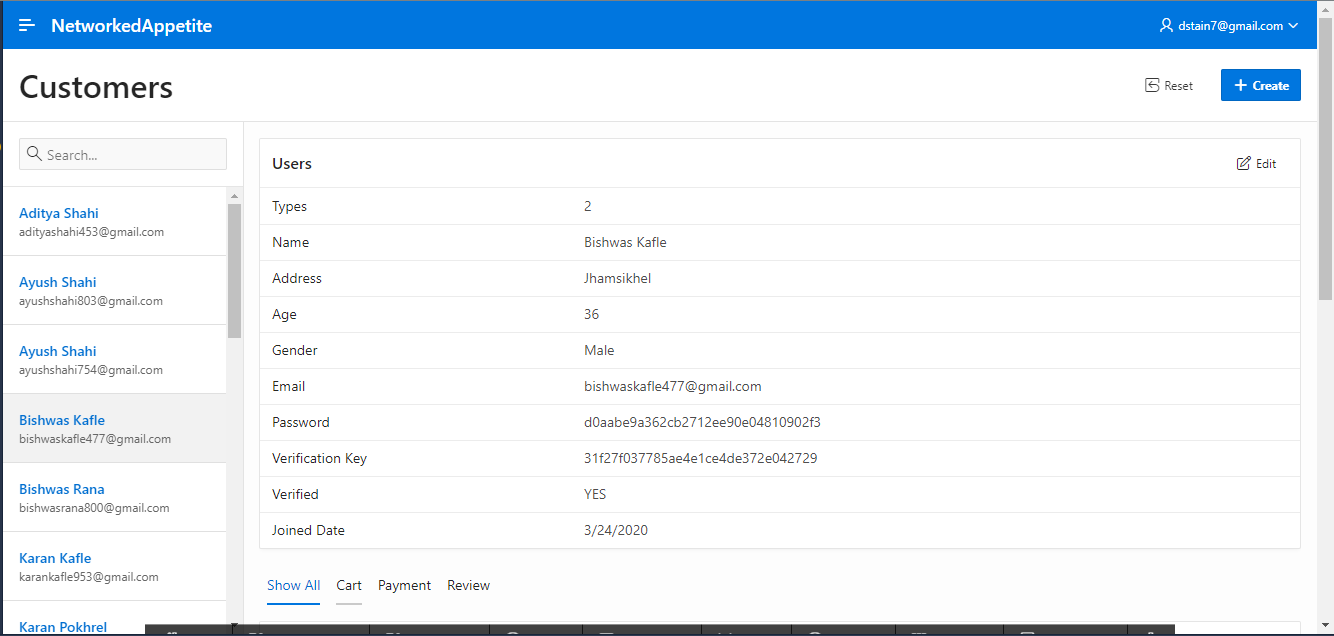 NetworkedAppetite
dstain7@gmail.com
Customers
Reset
Create
Search...
Aditya Shahi
adityashahi453@gmail.com
Ayush Shahi
ayushshahi803@gmail.com
Ayush Shahi
ayushshahi754@gmail.com
Bishwas Kafle
bishwaskafle477@gmail.com
Bishwas Rana
bishwasrana800@gmail.com
Karan Kafle
karankafle953@gmail.com
Karan Pokhrel
Users
Edit
Types 2
Name Bishwas Kafle
Address Jhamsikhel
Age 36
Gender Male
Email bishwaskafle477@gmail.com
Password d0aabe9a362cb2712ee90e04810902f3
Verification Key 31f27f037785ae4e1ce4de372e042729
Verified YES
Joined Date 3/24/2020
Show All Cart Payment Review